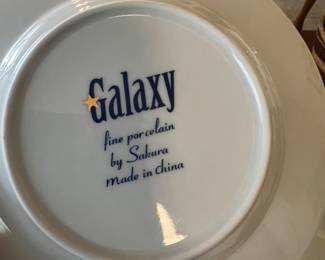 Galaxy
fine porcelain
by Sakura
made in china